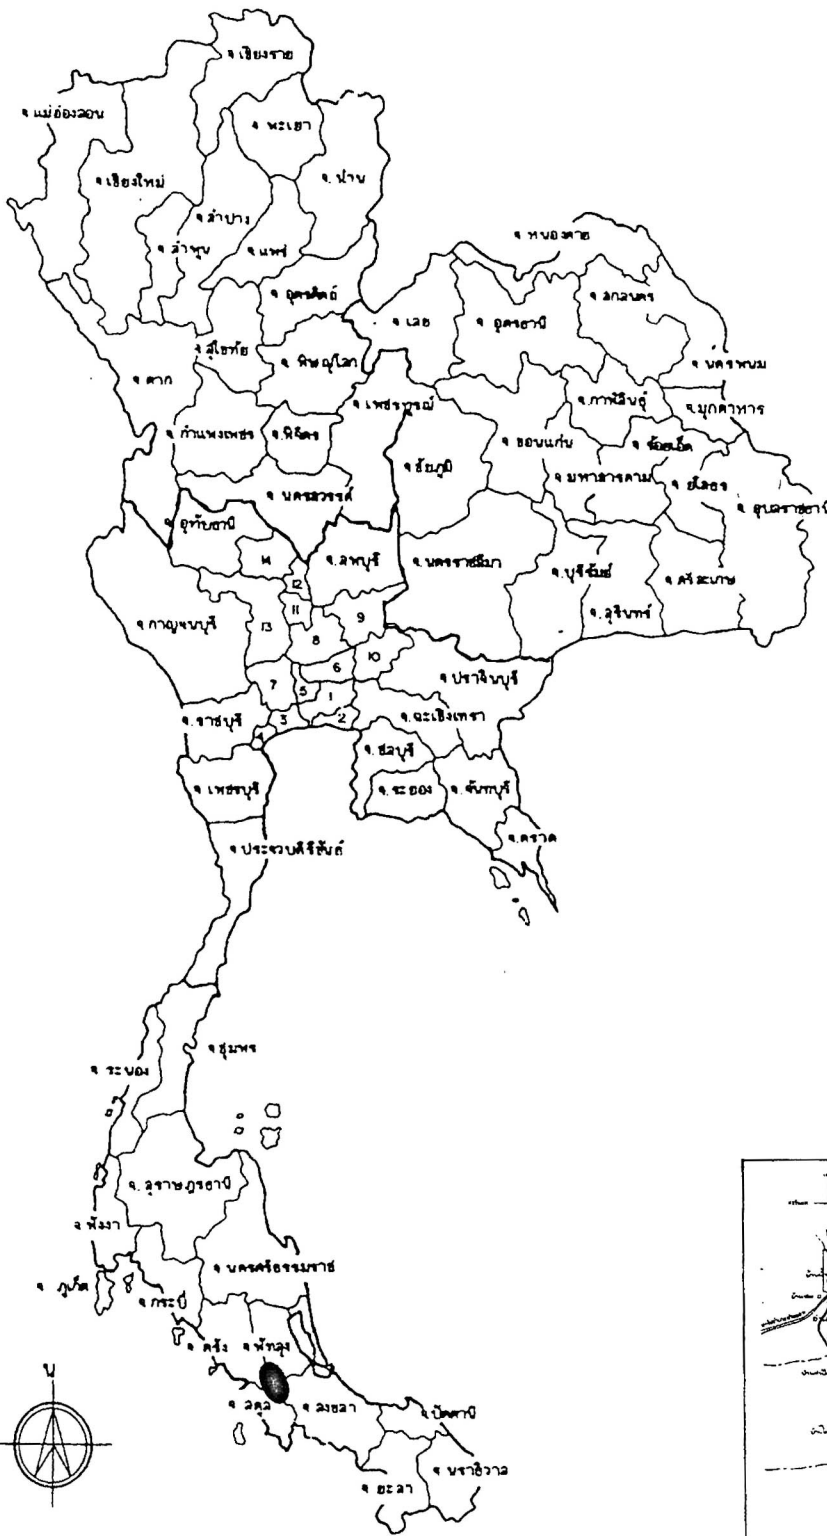 จ เชียงราย
จ แม่ฮ่องสอน
จ พะเยา
จ เชียงใหม่
จ. น่าน
จ ลำปาง
จ ลำพูน
จ แพร่
จ หนองคาย
จ. อุตรดิตถ์
จ สกลนคร
จ เลย
จ อุดรธานี
จ สุโขทัย
จ. พิษณุโลก
จ นครพนม
จ. ตาก
จ.กาฬสินธุ์
จ.มุกดาหาร
จ เพชรบูรณ์
จ กำแพงเพชร
จ.พิจิตร
จ ขอนแก่น
จ ร้อยเอ็ด
จ ชัยภูมิ
จ มหาสารคาม
จ ยโสธร
จ นครสวรรค์
จ อุบลราชธานี
จ อุทัยธานี
14
จ.ลพบุรี
จ.นครราชสีมา
จ.บุรีรัมย์
จ ศรีสะเกษ
12
จ กาญจนบุรี
11
9
จ.สุรินทร์
13
8
10
6
จ ปราจีนบุรี
7
5
1
จ.ราชบุรี
3
2
จ.ฉะเชิงเทรา
4
จ ชลบุรี
จ เพชรบุรี
จ. ระยอง
จ จันทบุรี
จ.ตราด
จ ประจวบคีรีขันธ์
จ ชุมพร
จ ระนอง
จ. สุราษฎรธานี
จ พังงา
จ นครศรีธรรมราช
จ ภูเก็ต
จ กระบี่
จ ตรัง
จ พัทลุง
N
จ สตูล
จ สงขลา
จ ปัตตานี
จ นราธิวาส
จ ยะลา